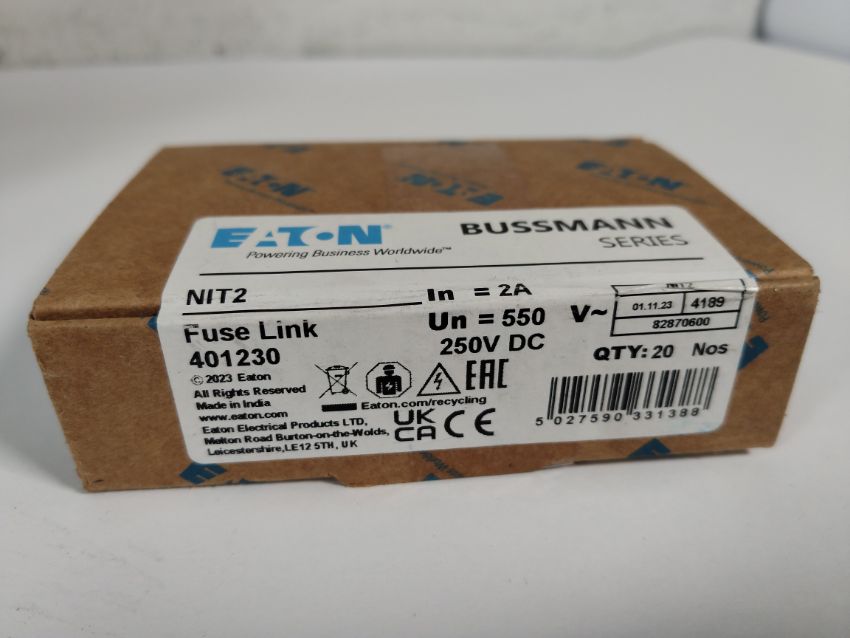 EATON
EATON
EATON
Powering Business Worldwide™
BUSSMANN
SERIES
NIT2
In = 2A
Un = 550 V~
250V DC
NIT2
01.11.23 4189
82870600
QTY: 20 Nos
Fuse Link
401230
© 2023 Eaton
All Rights Reserved
Made in India
www.eaton.com
Eaton Electrical Products LTD,
Melton Road Burton-on-the-Wolds,
Leicestershire,LE12 5TH, UK
Eaton.com/recycling
EAC
UK
CA
CE
5 027590 331388